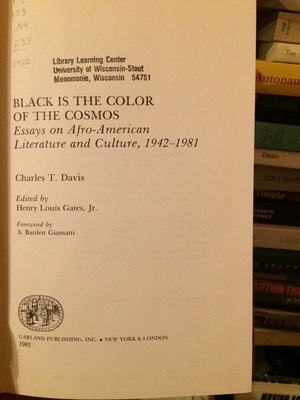 1982
Library Learning Center
University of Wisconsin-Stout
Menomonie, Wisconsin 54751
BLACK IS THE COLOR
OF THE COSMOS
Essays on Afro-American
Literature and Culture, 1942–1981
Charles T. Davis
Edited by
Henry Louis Gates, Jr.
Foreword by
A. Bartlett Giamatti
GARLAND PUBLISHING, INC. • NEW YORK & LONDON
1982
Dean